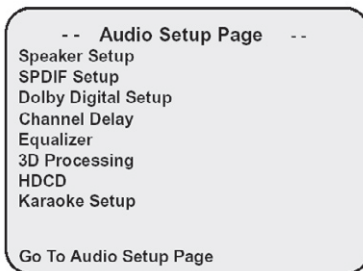 -- Audio Setup Page --
Speaker Setup
SPDIF Setup
Dolby Digital Setup
Channel Delay
Equalizer
3D Processing
HDCD
Karaoke Setup
Go To Audio Setup Page